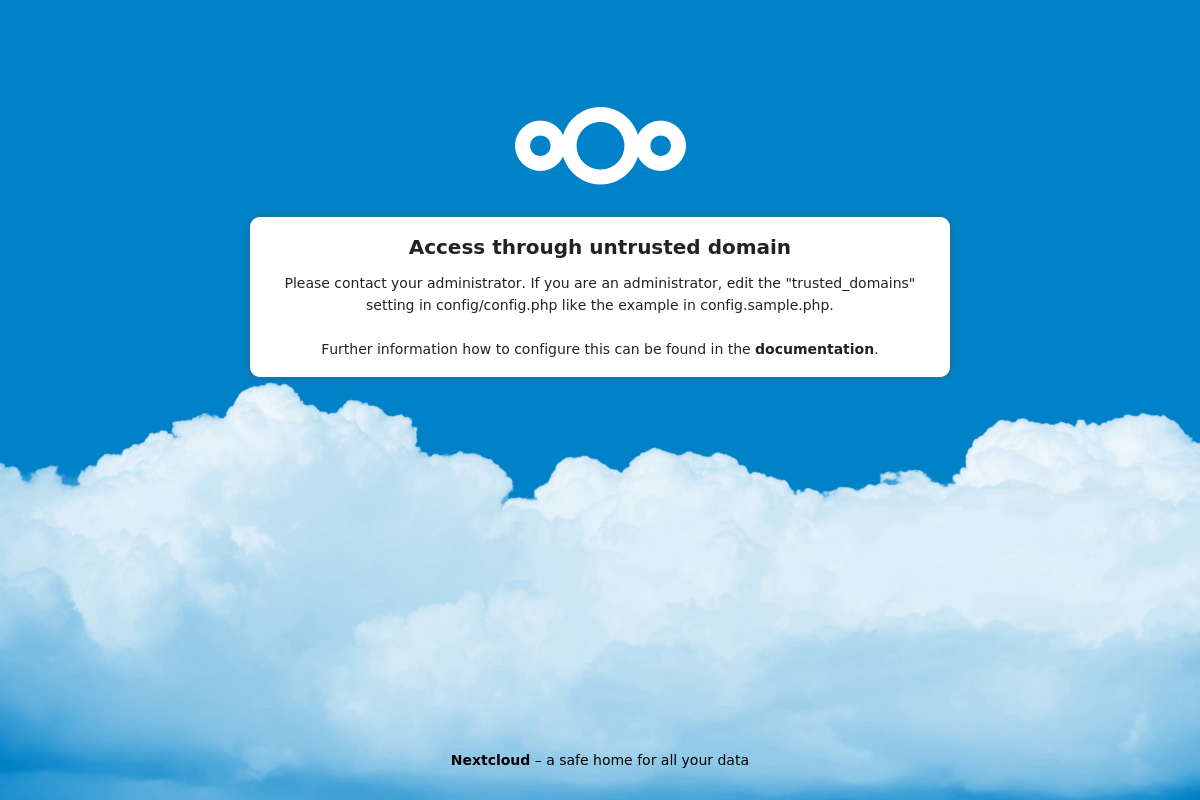 Access through untrusted domain
Please contact your administrator. If you are an administrator, edit the "trusted_domains"
setting in config/config.php like the example in config.sample.php.
Further information how to configure this can be found in the documentation.
Nextcloud – a safe home for all your data